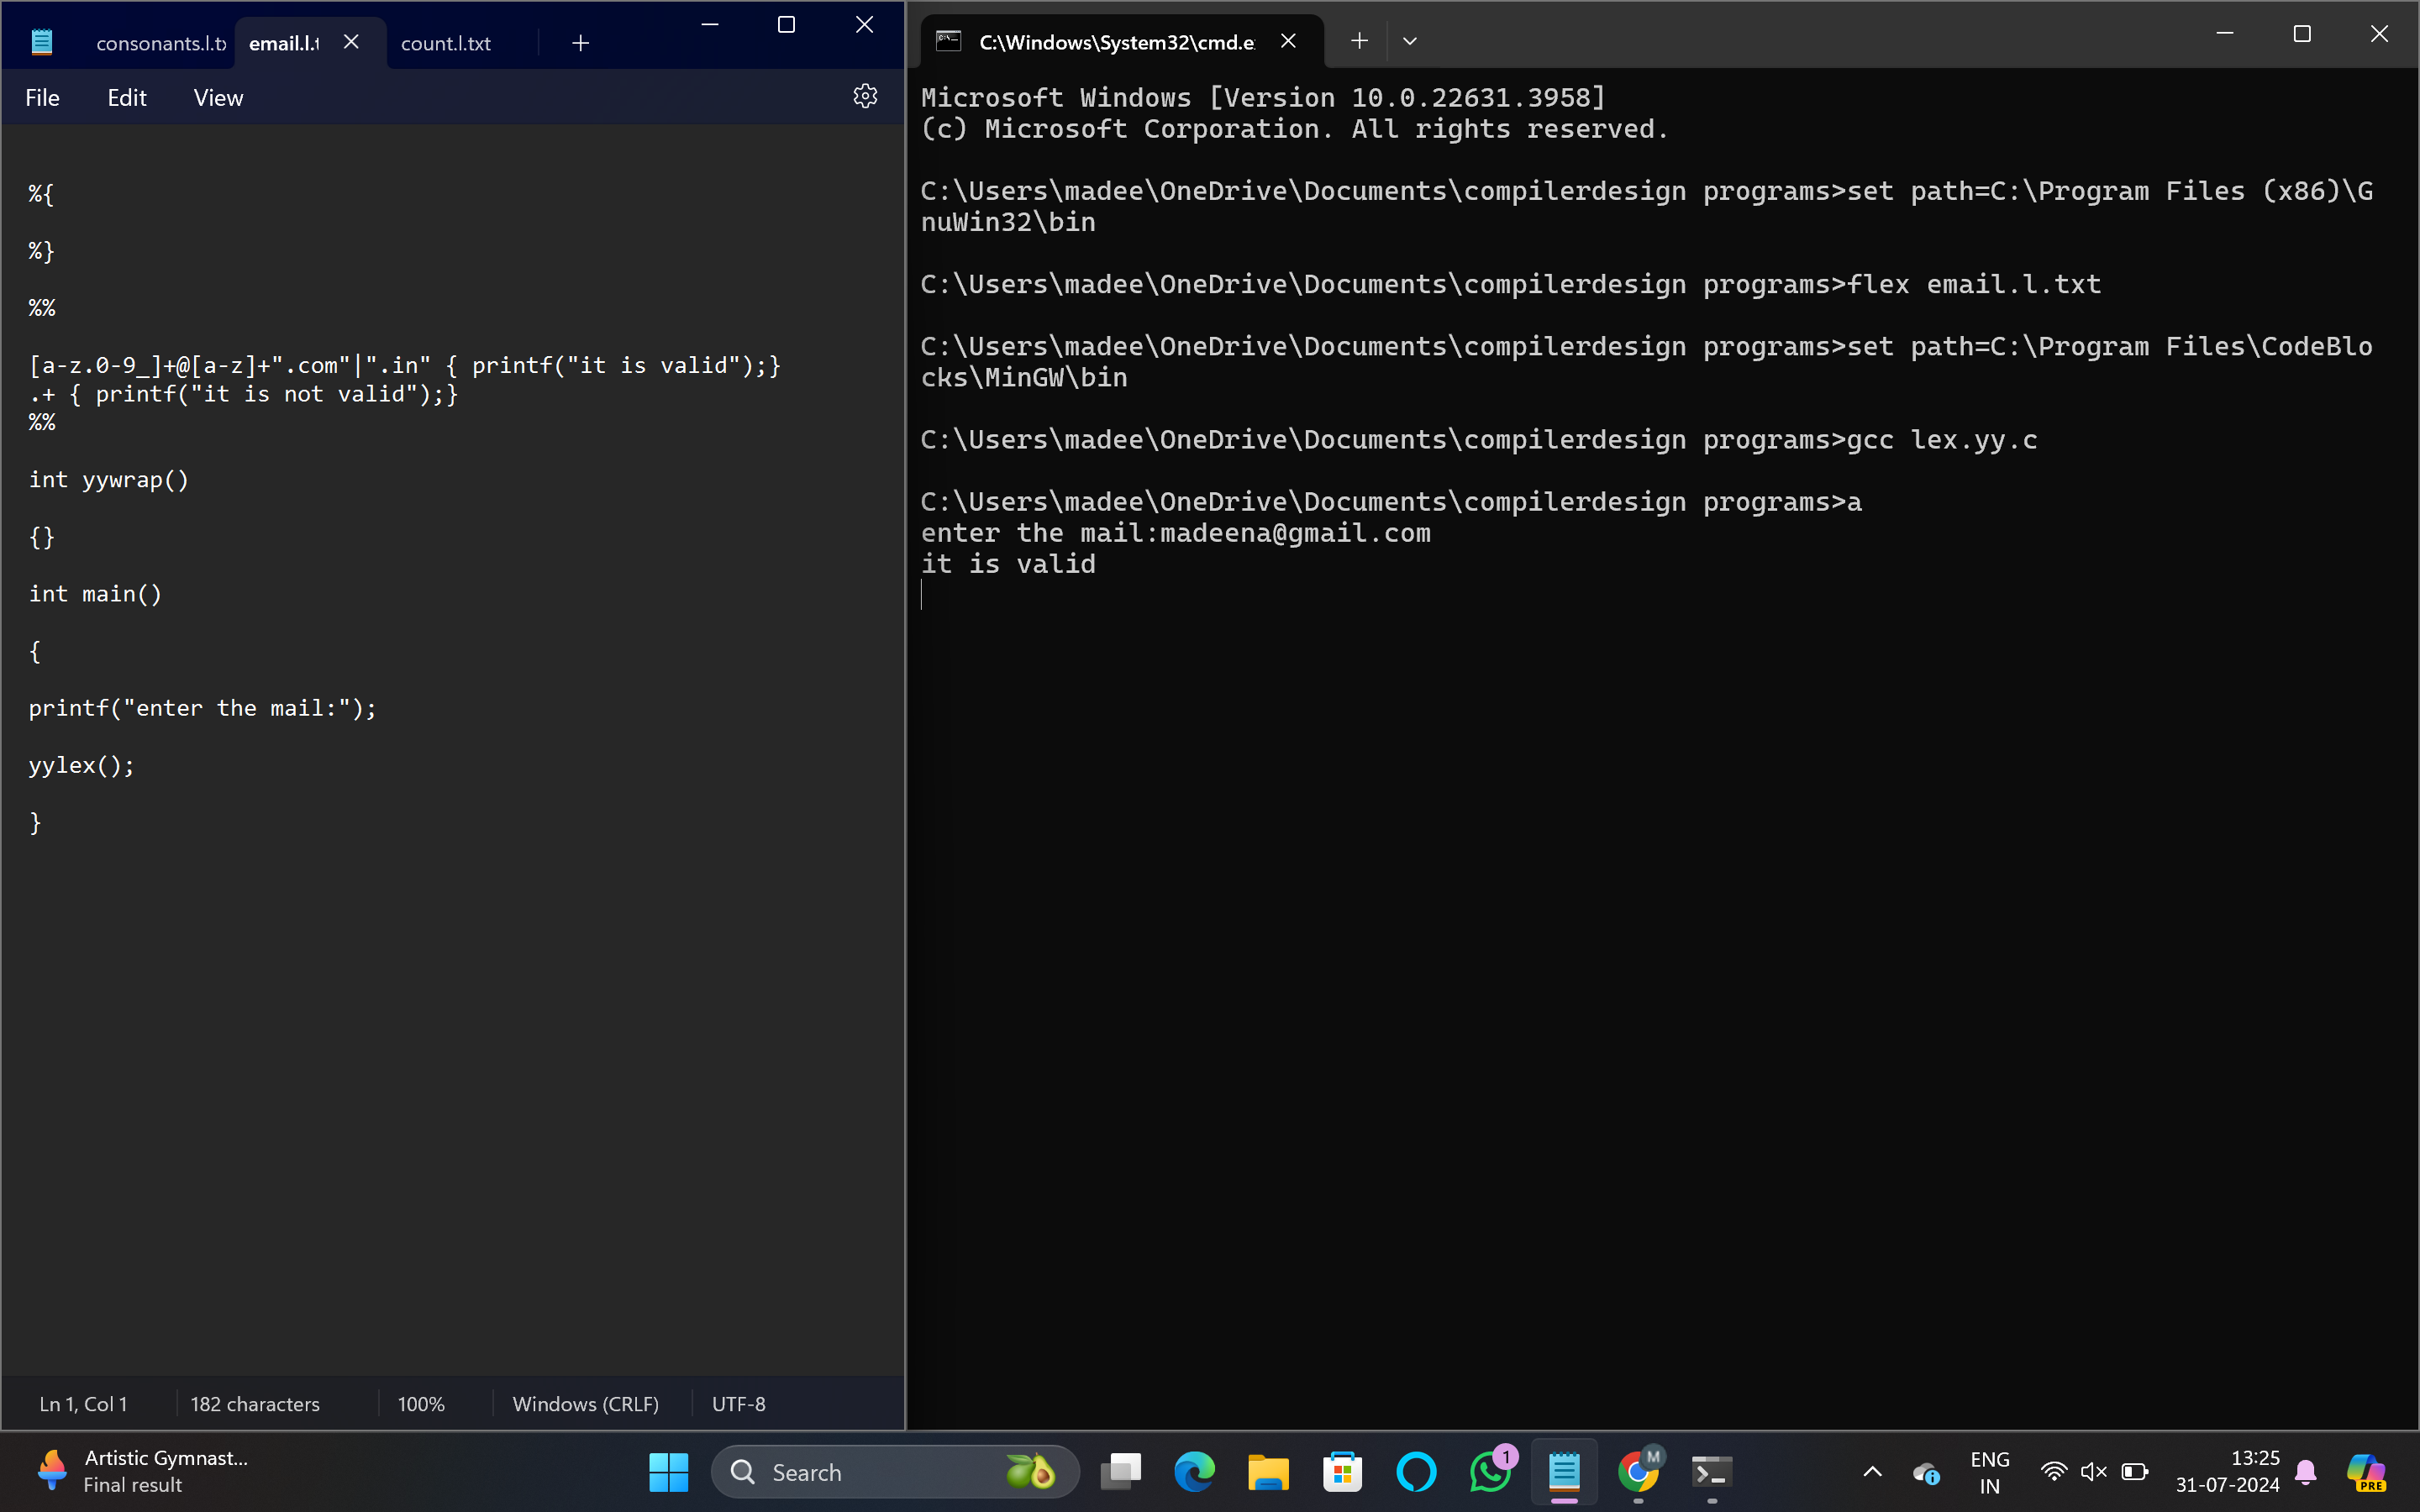 consonants.l.tx
email.l.t
count.l.txt
File Edit View
%{
%}
%%
[a-z.0-9_]+@[a-z]+".com"|".in" { printf("it is valid");}
.+ { printf("it is not valid");}
%%
int yywrap()
{}
int main()
{
printf("enter the mail:");
yylex();
}
Ln 1, Col 1 182 characters 100% Windows (CRLF) UTF-8
C:\Windows\System32\cmd.e
Microsoft Windows [Version 10.0.22631.3958]
(c) Microsoft Corporation. All rights reserved.
C:\Users\madee\OneDrive\Documents\compilerdesign programs>set path=C:\Program Files (x86)\G
nuWin32\bin
C:\Users\madee\OneDrive\Documents\compilerdesign programs>flex email.l.txt
C:\Users\madee\OneDrive\Documents\compilerdesign programs>set path=C:\Program Files\CodeBlo
cks\MinGW\bin
C:\Users\madee\OneDrive\Documents\compilerdesign programs>gcc lex.yy.c
C:\Users\madee\OneDrive\Documents\compilerdesign programs>a
enter the mail:madeena@gmail.com
it is valid
Artistic Gymnast...
Final result
Search
1
M
ENG
IN
13:25
31-07-2024
PRE